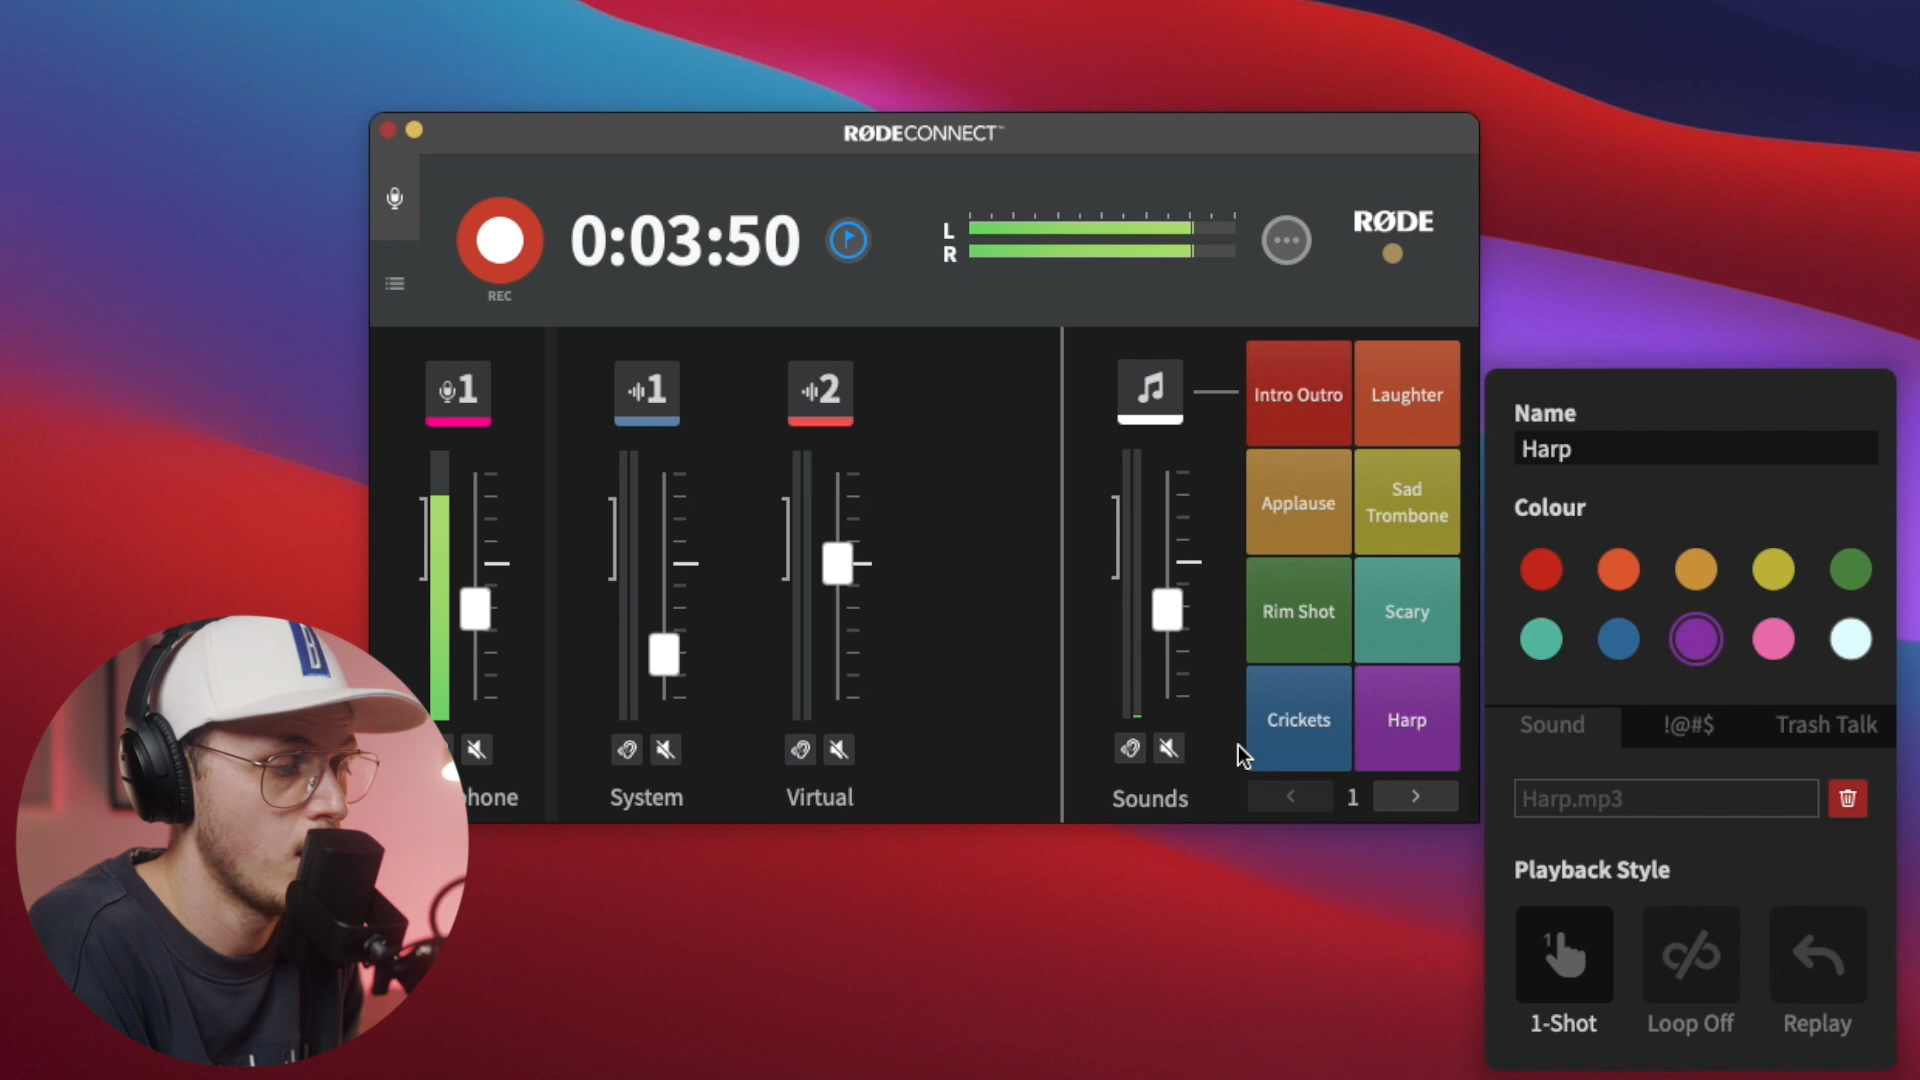 RØDECONNECT™
0:03:50
L
R
RØDE
REC
1
1
2
Intro Outro
Laughter
Applause
Sad
Trombone
Rim Shot
Scary
Crickets
Harp
phone
System
Virtual
Sounds
1
Name
Harp
Colour
Sound
!@#$
Trash Talk
Harp.mp3
Playback Style
1
1-Shot
Loop Off
Replay
B